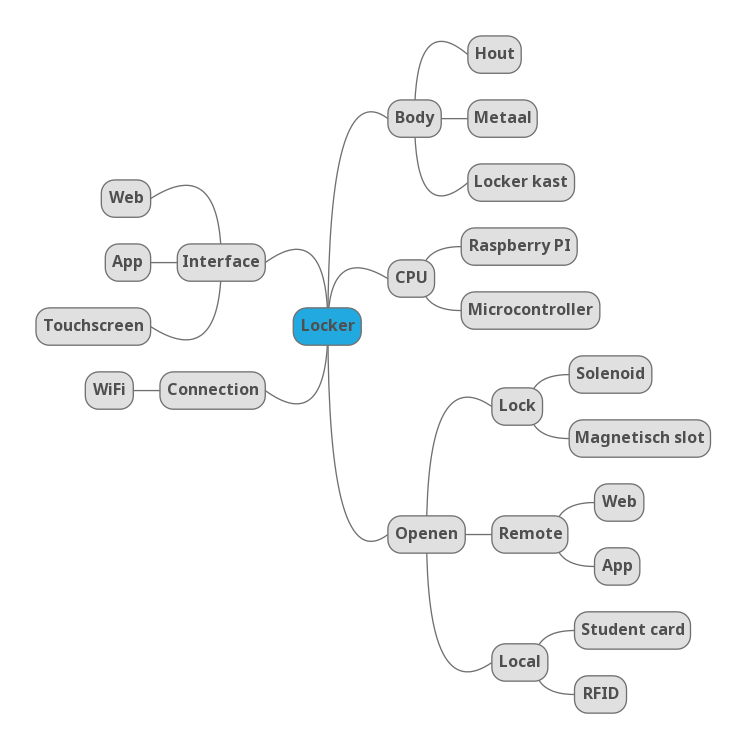 Locker
Body
Hout
Metaal
Locker kast
CPU
Raspberry PI
Microcontroller
Openen
Lock
Solenoid
Magnetisch slot
Remote
Web
App
Local
Student card
RFID
Interface
Web
App
Touchscreen
Connection
WiFi